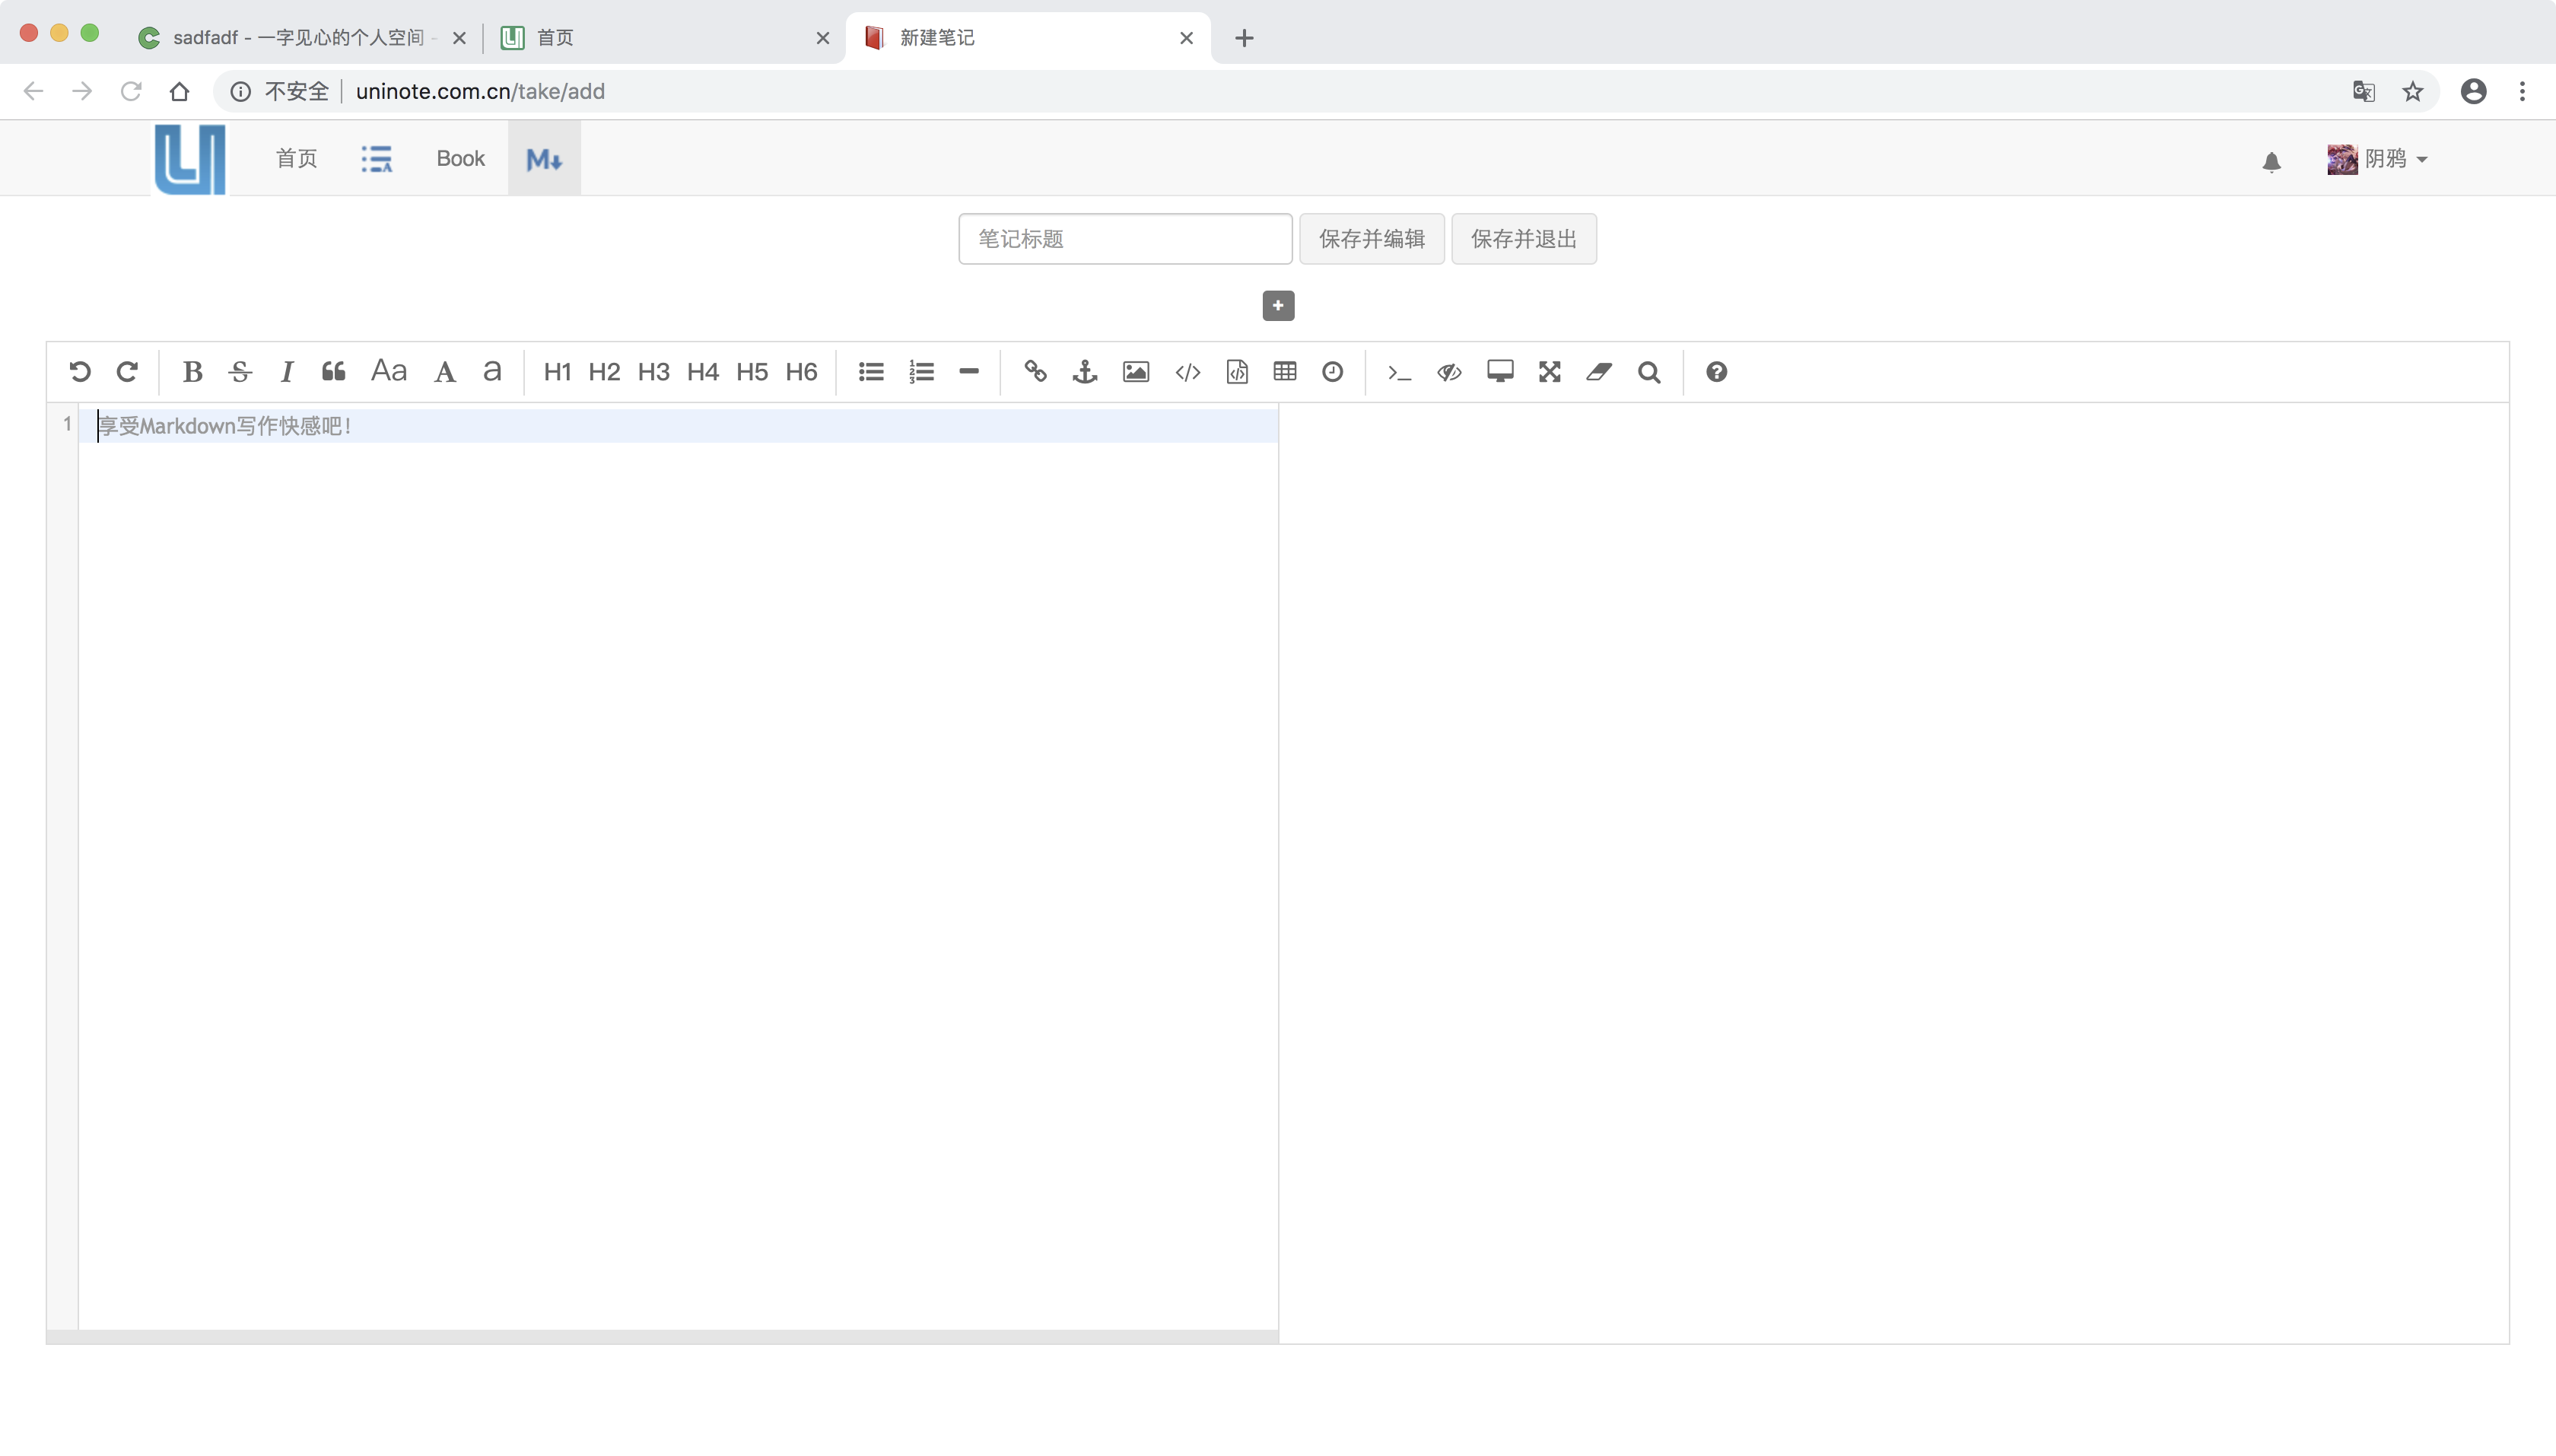 sadfadf - 一字见心的个人空间 -
首页
新建笔记
不安全 uninote.com.cn/take/add
首页 Book M 阴鸦
笔记标题 保存并编辑 保存并退出
B S I Aa A a H1 H2 H3 H4 H5 H6
1 享受Markdown写作快感吧！